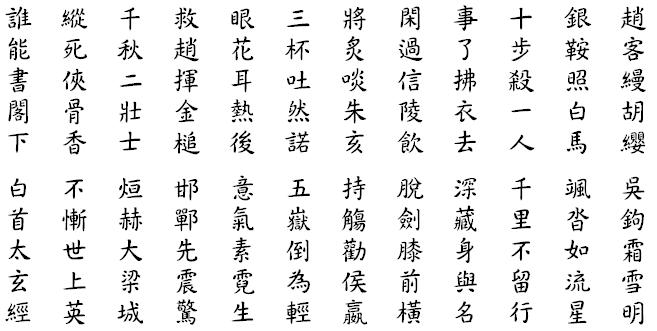 趙客縵胡纓 吳鉤霜雪明
銀鞍照白馬 颯沓如流星
十步殺一人 千里不留行
事了拂衣去 深藏身與名
閑過信陵飲 脫劍膝前橫
將炙啖朱亥 持觴勸侯嬴
三杯吐然諾 五嶽倒為輕
眼花耳熱後 意氣素霓生
救趙揮金槌 邯鄲先震驚
千秋二壯士 烜赫大梁城
縱死俠骨香 不慚世上英
誰能書閣下 白首太玄經